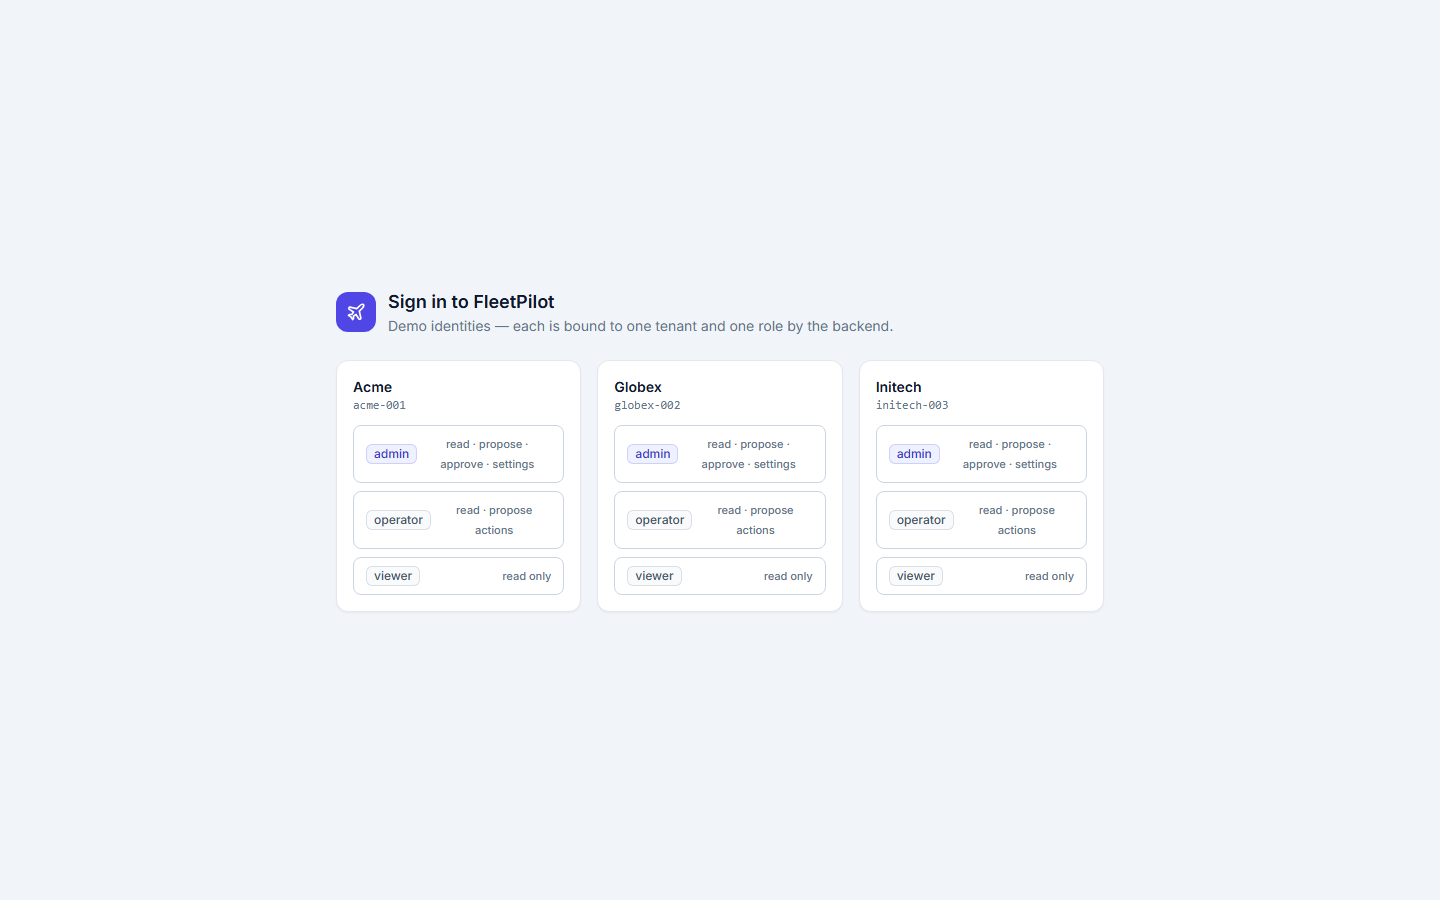 Sign in to FleetPilot
Demo identities — each is bound to one tenant and one role by the backend.
Acme
acme-001
admin
read · propose ·
approve · settings
operator
read · propose
actions
viewer
read only
Globex
globex-002
admin
read · propose ·
approve · settings
operator
read · propose
actions
viewer
read only
Initech
initech-003
admin
read · propose ·
approve · settings
operator
read · propose
actions
viewer
read only